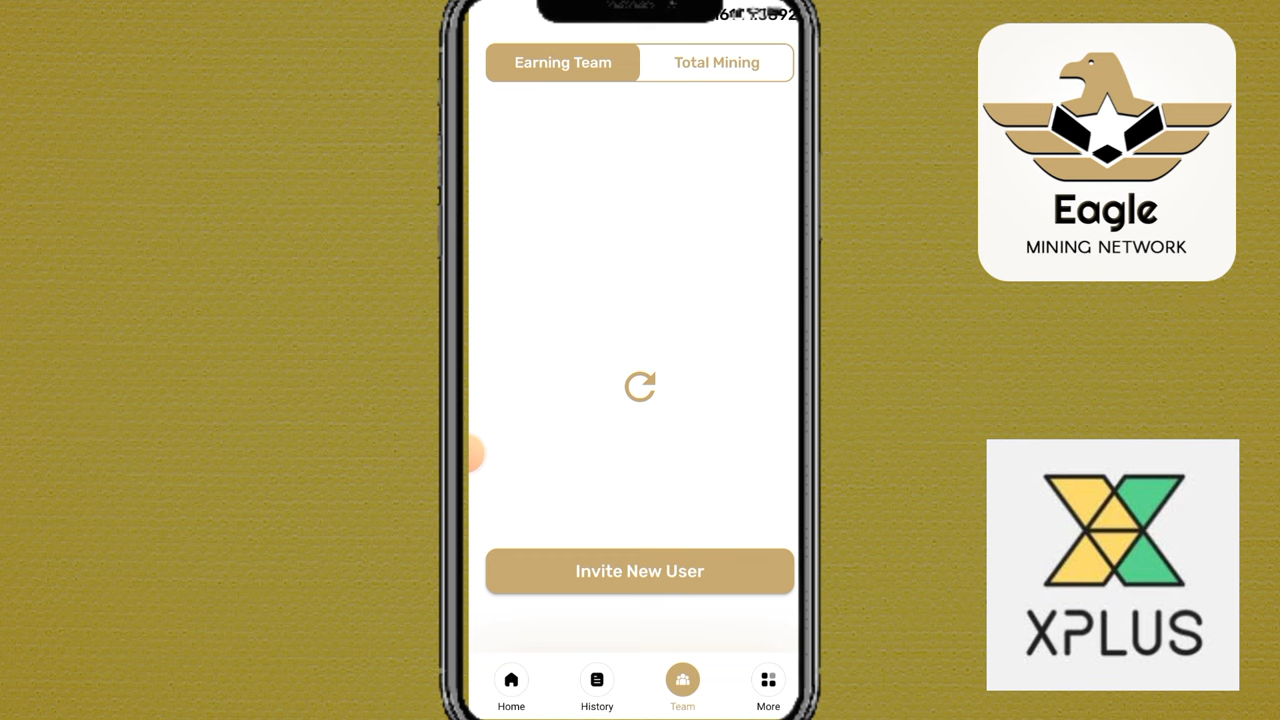 Earning Team
Total Mining
Invite New User
Home
History
Team
More
Eagle
MINING NETWORK
XPLUS